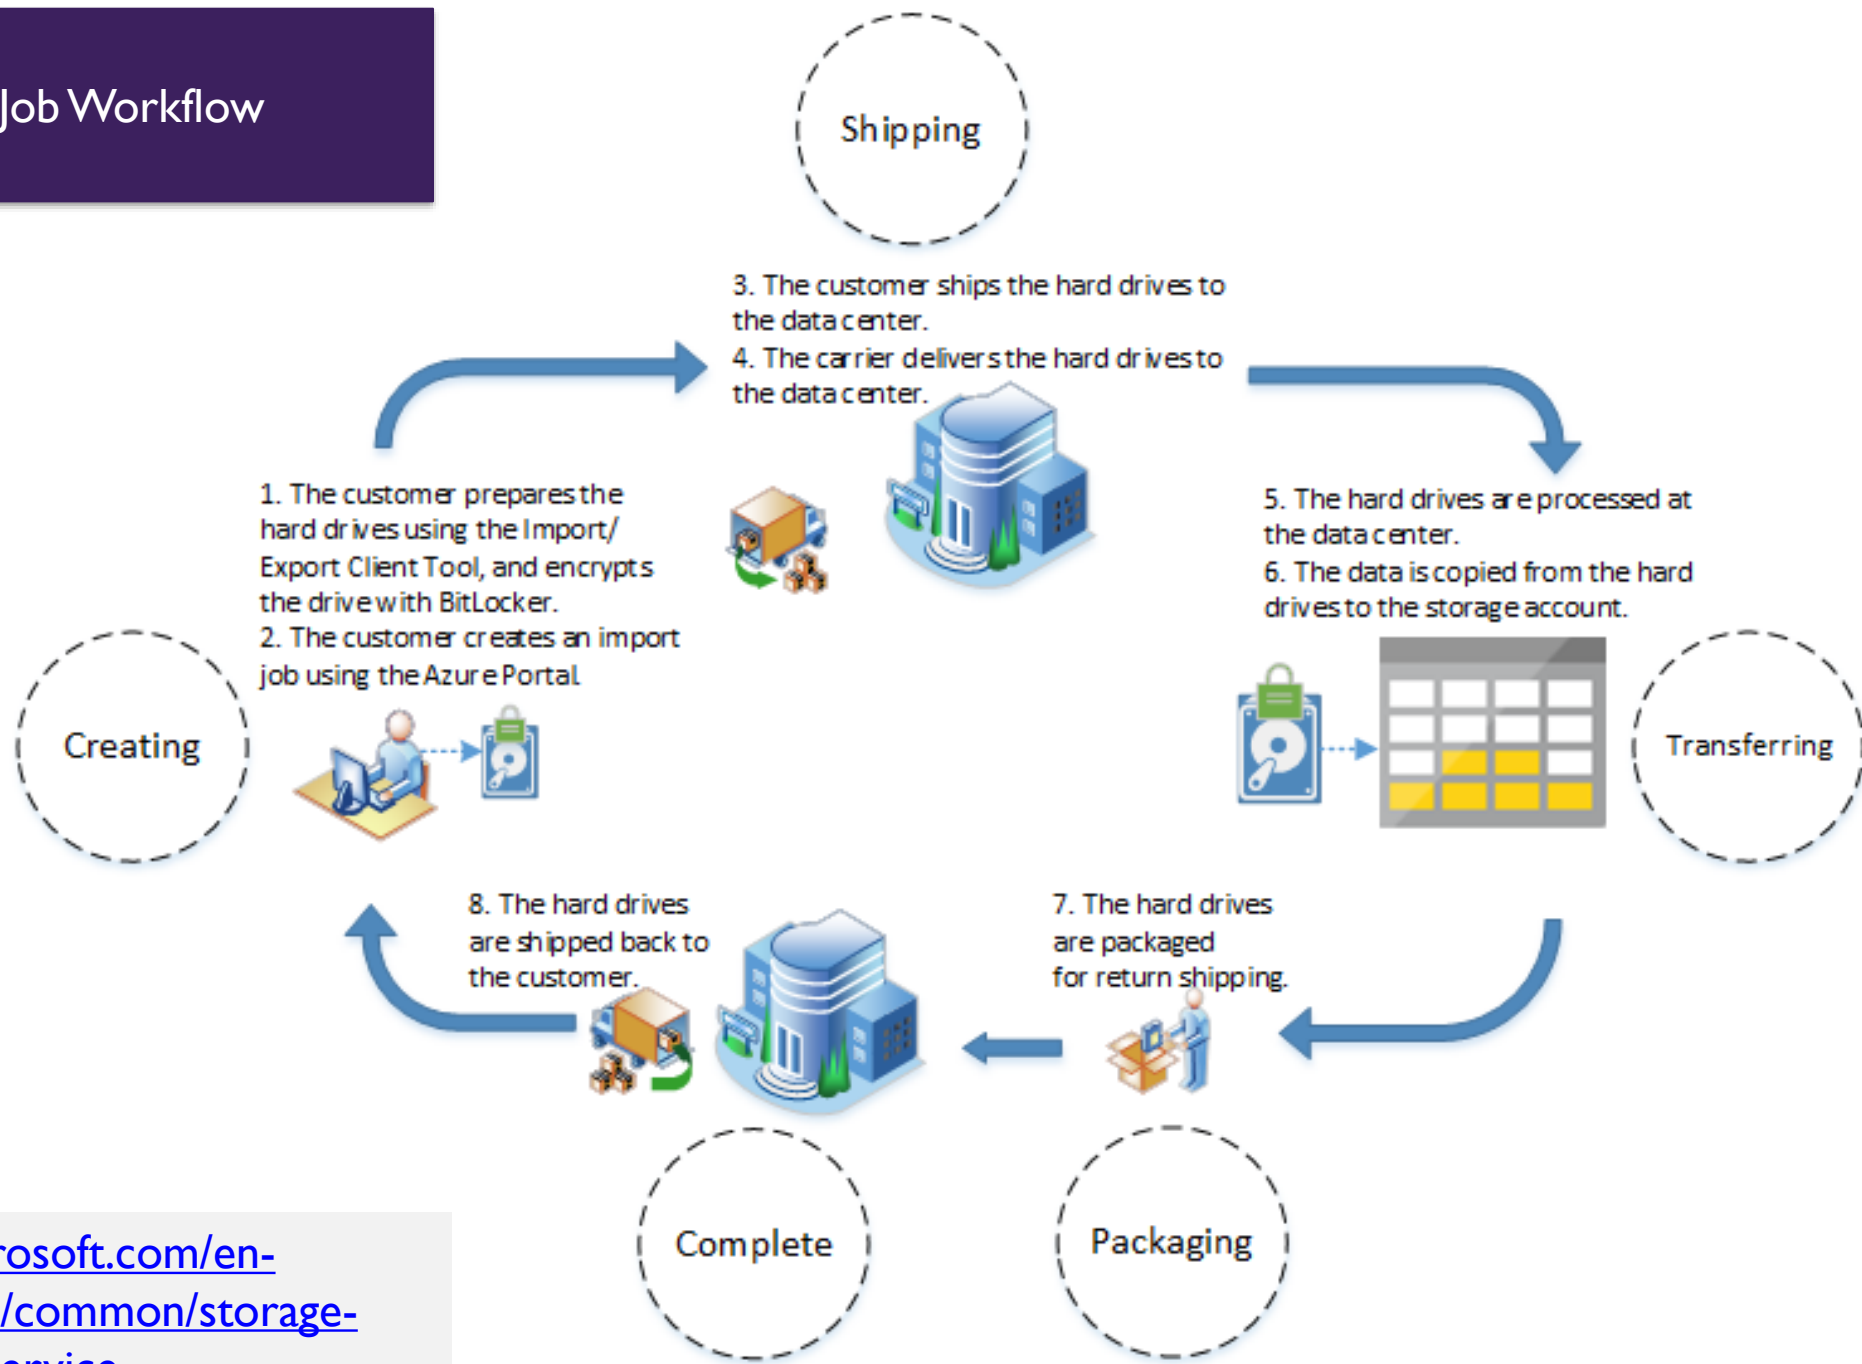 Job Workflow
Shipping
3. The customer ships the hard drives to
the data center.
4. The carrier delivers the hard drives to
the data center.
1. The customer prepares the
hard drives using the Import/
Export Client Tool, and encrypts
the drive with BitLocker.
2. The customer creates an import
job using the Azure Portal.
Creating
5. The hard drives are processed at
the data center.
6. The data is copied from the hard
drives to the storage account.
Transferring
8. The hard drives
are shipped back to
the customer.
7. The hard drives
are packaged
for return shipping.
Complete
Packaging
rosoft.com/en-
/common/storage-